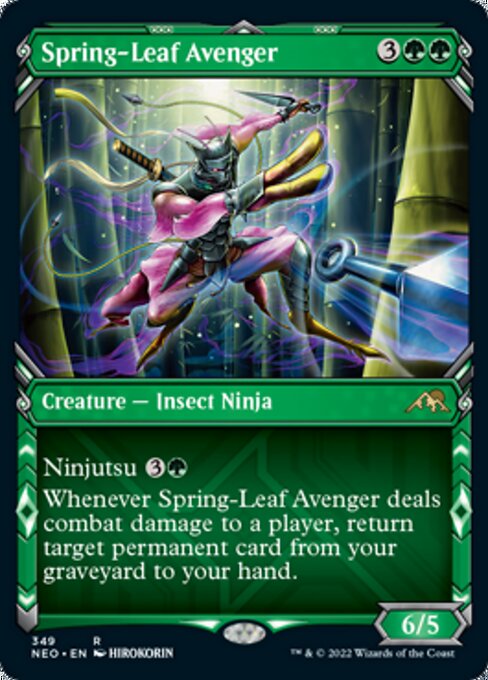 Spring-Leaf Avenger 3
Creature — Insect Ninja
Ninjutsu 3
Whenever Spring-Leaf Avenger deals
combat damage to a player, return
target permanent card from your
graveyard to your hand.
6/5
349 R
NEO • EN HIROKORIN
™ & © 2022 Wizards of the Coast